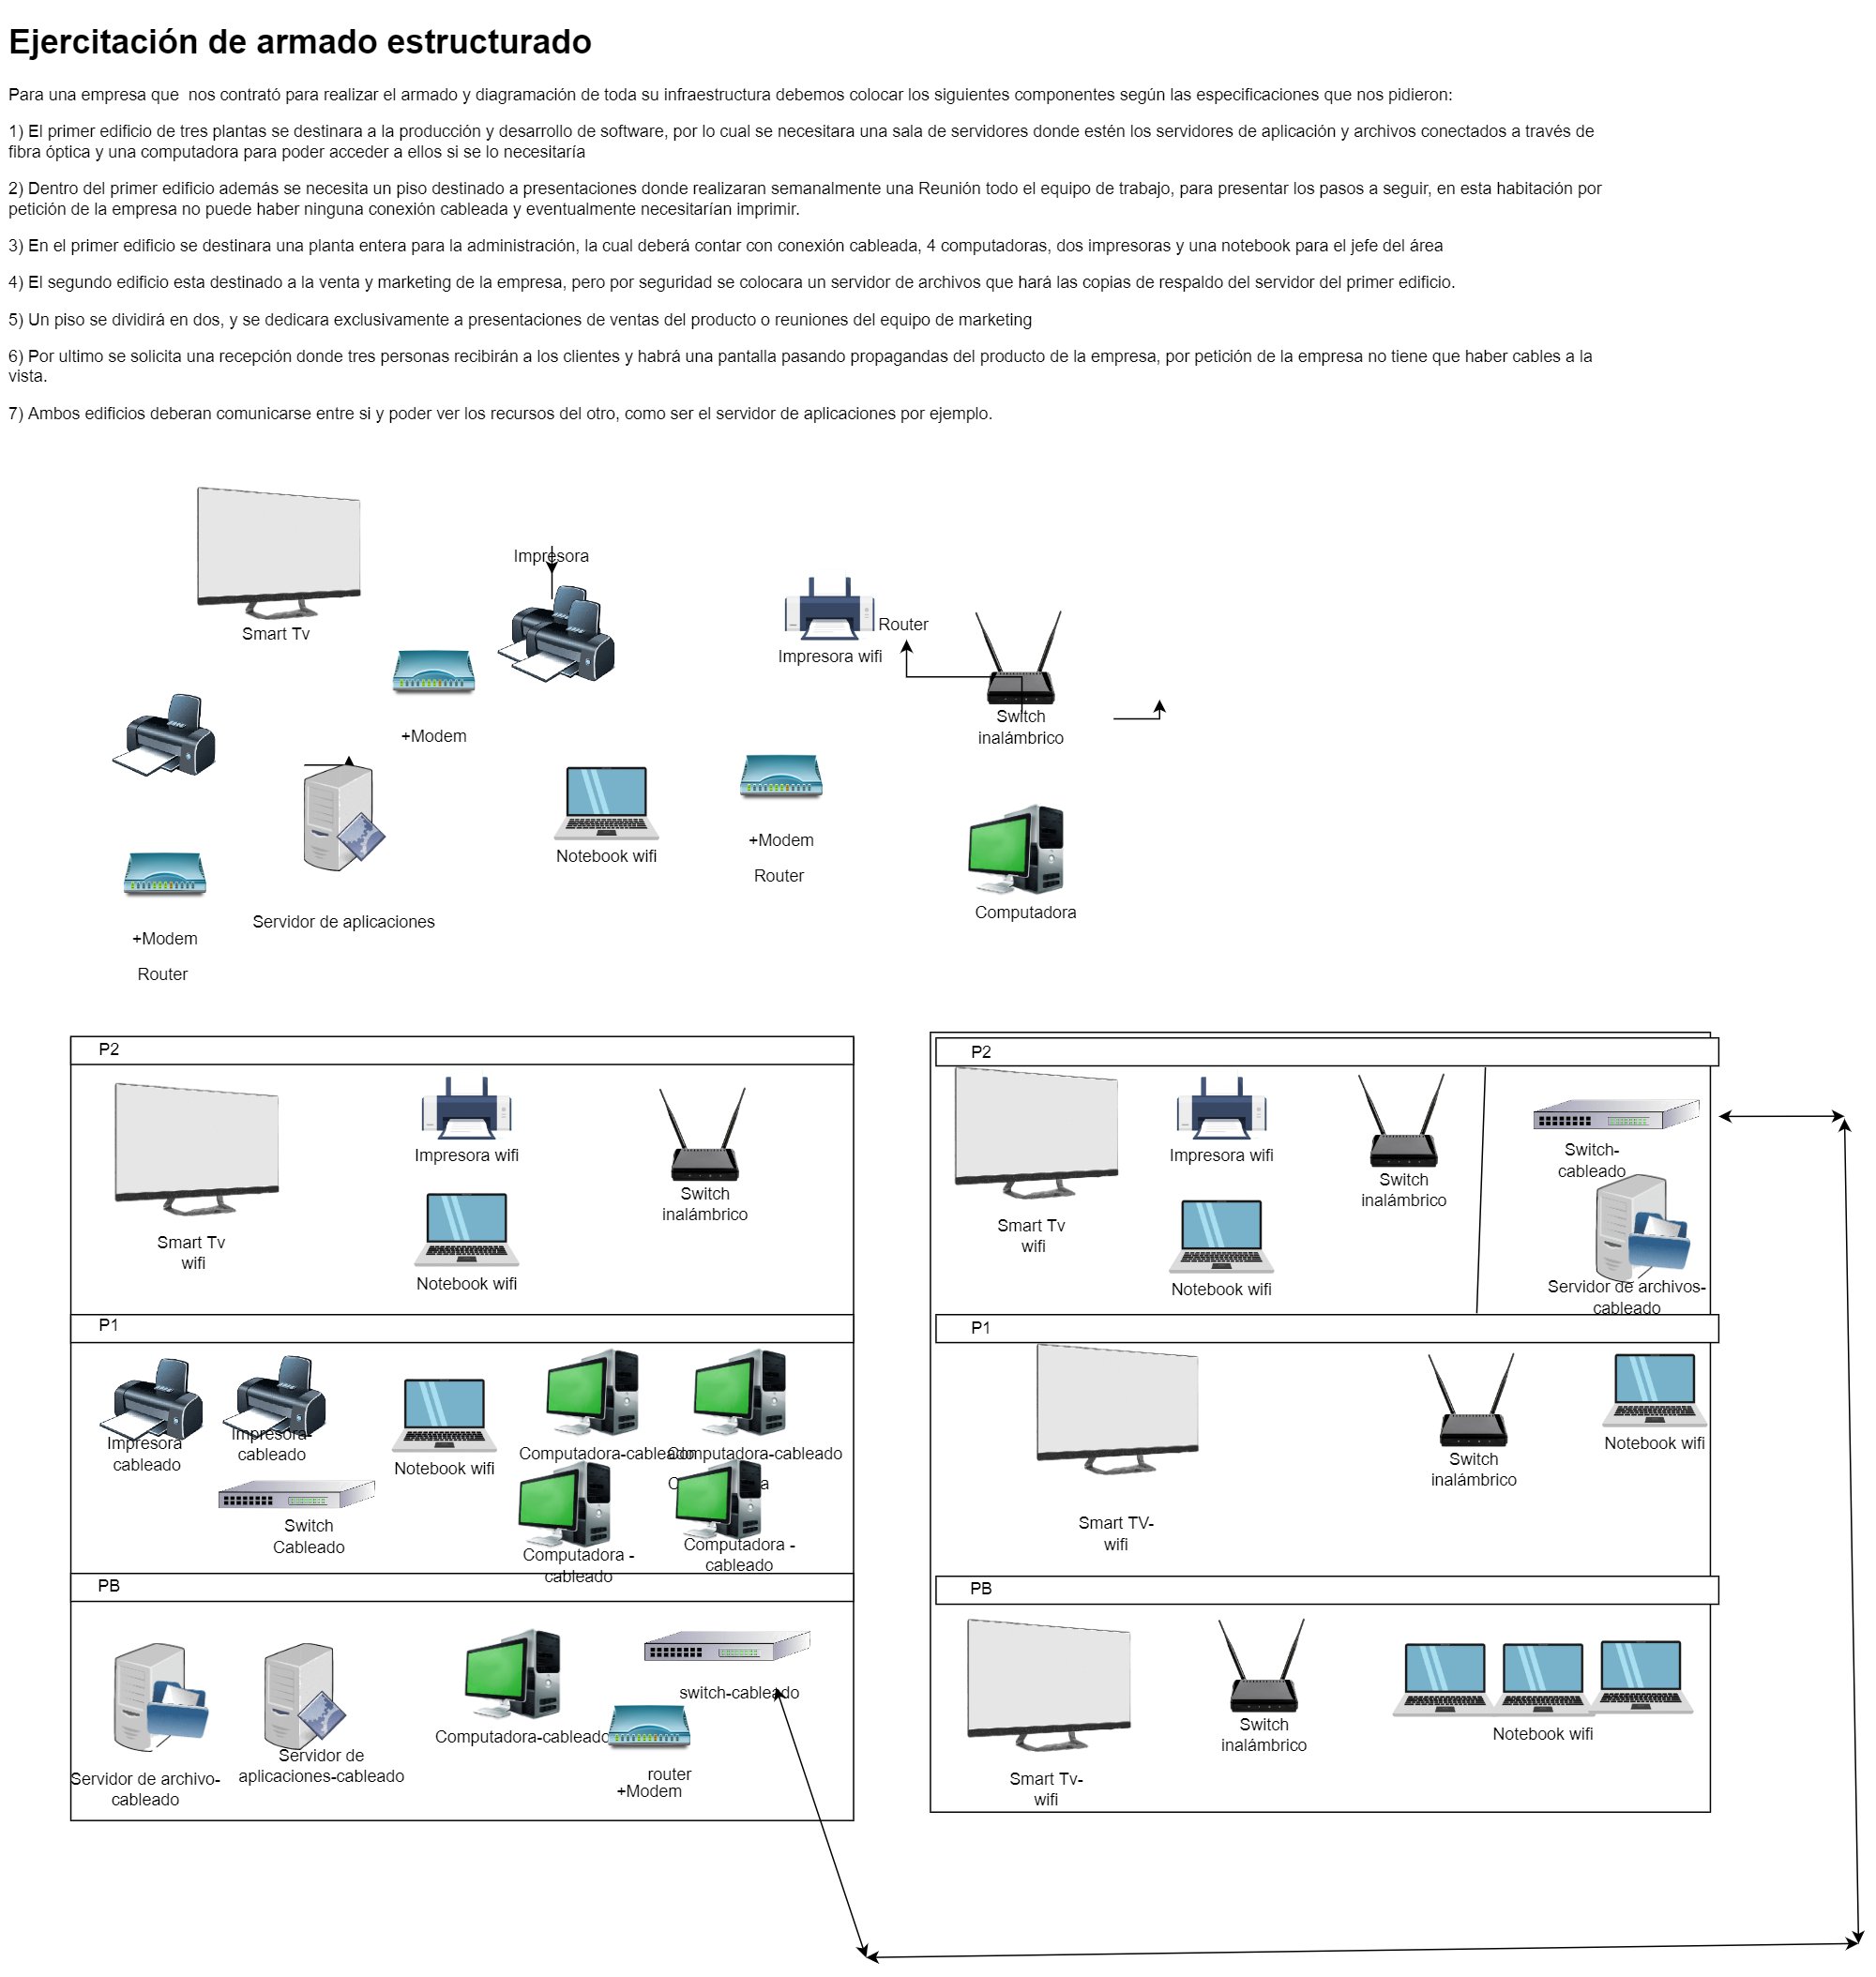 Ejercitación de armado estructurado
Para una empresa que  nos contrató para realizar el armado y diagramación de toda su infraestructura debemos colocar los siguientes componentes según las especificaciones que nos pidieron:
1) El primer edificio de tres plantas se destinara a la producción y desarrollo de software, por lo cual se necesitara una sala de servidores donde estén los servidores de aplicación y archivos conectados a través de
fibra óptica y una computadora para poder acceder a ellos si se lo necesitaría
2) Dentro del primer edificio además se necesita un piso destinado a presentaciones donde realizaran semanalmente una Reunión todo el equipo de trabajo, para presentar los pasos a seguir, en esta habitación por
petición de la empresa no puede haber ninguna conexión cableada y eventualmente necesitarían imprimir.
3) En el primer edificio se destinara una planta entera para la administración, la cual deberá contar con conexión cableada, 4 computadoras, dos impresoras y una notebook para el jefe del área
4) El segundo edificio esta destinado a la venta y marketing de la empresa, pero por seguridad se colocara un servidor de archivos que hará las copias de respaldo del servidor del primer edificio.
5) Un piso se dividirá en dos, y se dedicara exclusivamente a presentaciones de ventas del producto o reuniones del equipo de marketing
6) Por ultimo se solicita una recepción donde tres personas recibirán a los clientes y habrá una pantalla pasando propagandas del producto de la empresa, por petición de la empresa no tiene que haber cables a la
vista.
7) Ambos edificios deberan comunicarse entre si y poder ver los recursos del otro, como ser el servidor de aplicaciones por ejemplo.
Impresora
Smart Tv
Router
Impresora wifi
+Modem
Switch
inalámbrico
Notebook wifi
+Modem
Router
Computadora
Servidor de aplicaciones
+Modem
Router
P2
Impresora wifi
Switch
inalámbrico
Smart Tv
wifi
Notebook wifi
P1
Impresora
cableado
Impresora-
cableado
Notebook wifi
Computadora-cableado
Computadora-cableado
Switch
Cableado
Computadora -
cableado
Computadora -
cableado
PB
switch-cableado
Computadora-cableado
Servidor de
aplicaciones-cableado
Servidor de archivo-
cableado
router
+Modem
P2
Impresora wifi
Switch
inalámbrico
Switch-
cableado
Smart Tv
wifi
Notebook wifi
Servidor de archivos-
cableado
P1
Notebook wifi
Switch
inalámbrico
Smart TV-
wifi
PB
Switch
inalámbrico
Notebook wifi
Smart Tv-
wifi